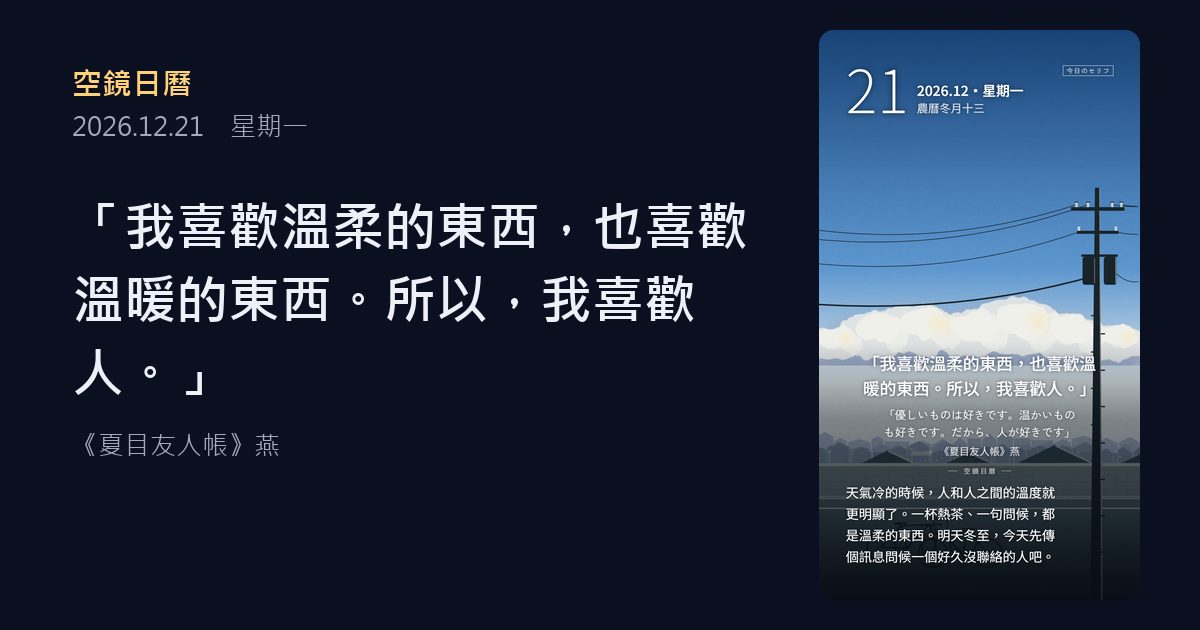 空鏡日曆
2026.12.21 星期一
「我喜歡溫柔的東西，也喜歡
溫暖的東西。所以，我喜歡
人。」
《夏目友人帳》燕
21
2026.12・星期一
農曆冬月十三
今日のセリフ
「我喜歡溫柔的東西，也喜歡溫
暖的東西。所以，我喜歡人。」
「優しいものは好きです。温かいもの
も好きです。だから、人が好きです」
《夏目友人帳》燕
— 空鏡日曆 —
天氣冷的時候，人和人之間的溫度就
更明顯了。一杯熱茶、一句問候，都
是溫柔的東西。明天冬至，今天先傳
個訊息問候一個好久沒聯絡的人吧。